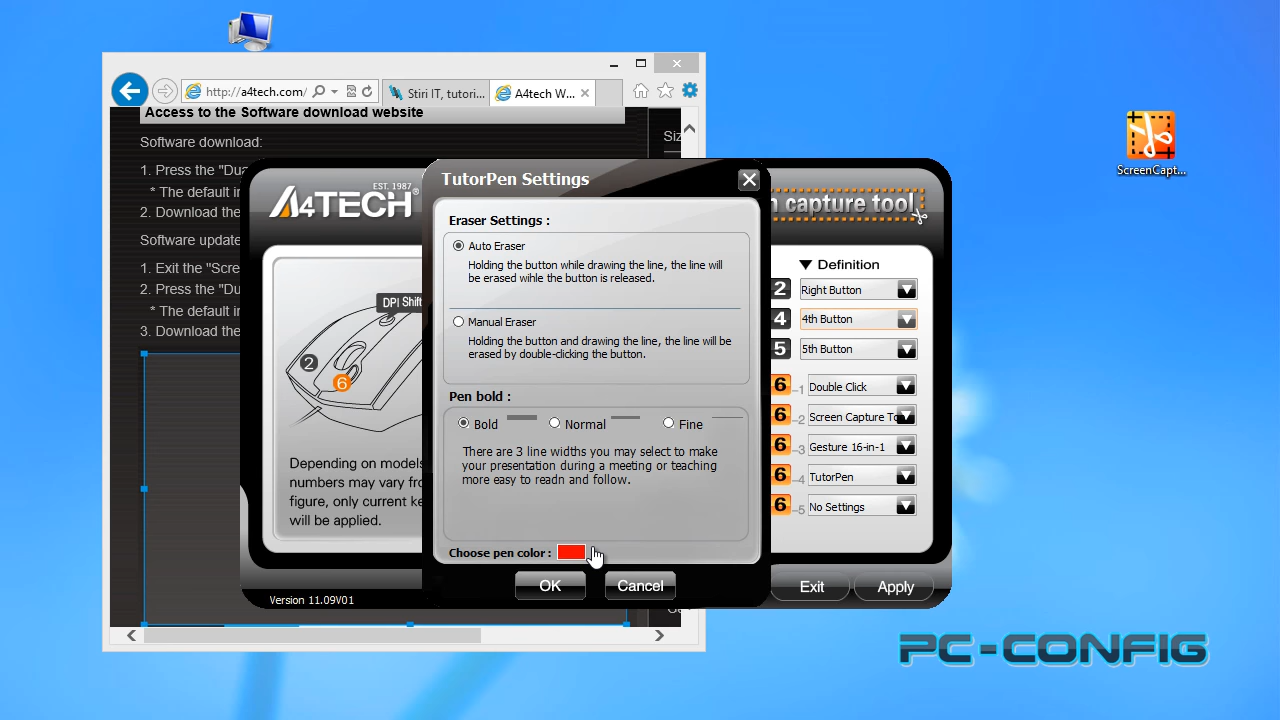 http://a4tech.com/
Stiri IT, tutori...
A4tech W...
Access to the Software download website
Software download:
1. Press the "Dua
* The default in
2. Download the
Software update
1. Exit the "Scre
2. Press the "Du
* The default in
3. Download the
Siz
EST. 1987
A4TECH®
n capture tool
DPI Shift
2
6
Depending on models
numbers may vary fro
figure, only current ke
will be applied.
Version 11.09V01
TutorPen Settings
Eraser Settings :
Auto Eraser
Holding the button while drawing the line, the line will
be erased wihle the button is released.
Manual Eraser
Holding the button and drawing the line, the line will be
erased by double-clicking the button.
Pen bold :
Bold
Normal
Fine
There are 3 line widths you may select to make
your presentation during a meeting or teaching
more easy to readn and follow.
Choose pen color :
OK
Cancel
Definition
2 Right Button
4 4th Button
5 5th Button
6 –1 Double Click
6 –2 Screen Capture To
6 –3 Gesture 16-in-1
6 –4 TutorPen
6 –5 No Settings
Exit
Apply
ScreenCapt...
PC-CONFIG